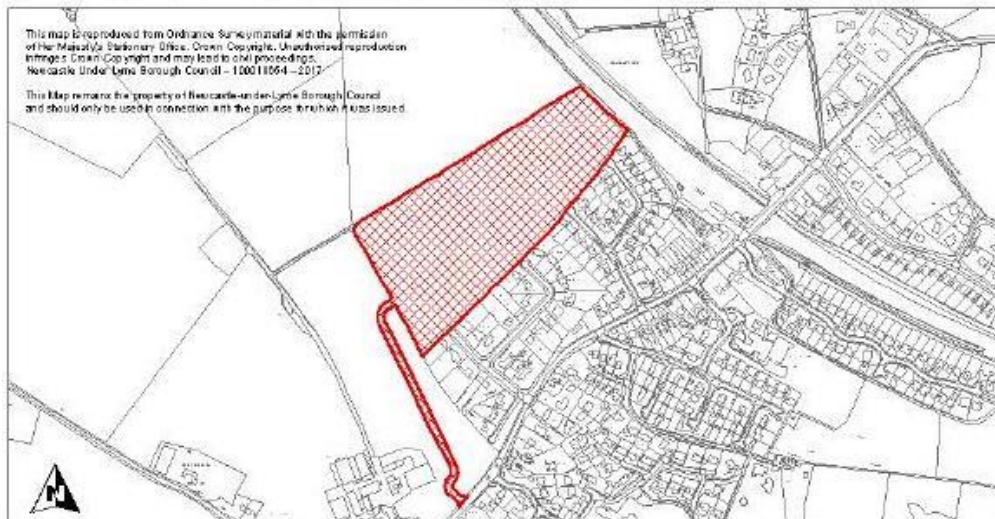 This map is reproduced from Ordnance Survey material with the permission
of Her Majesty's Stationery Office. Crown Copyright. Unauthorised reproduction
infringes Crown Copyright and may lead to civil proceedings.
Newcastle Under Lyme Borough Council - 100011654 - 2017
This Map remains the property of Newcastle-under-Lyme Borough Council
and should only be used in connection with the purpose for which it was issued.
N